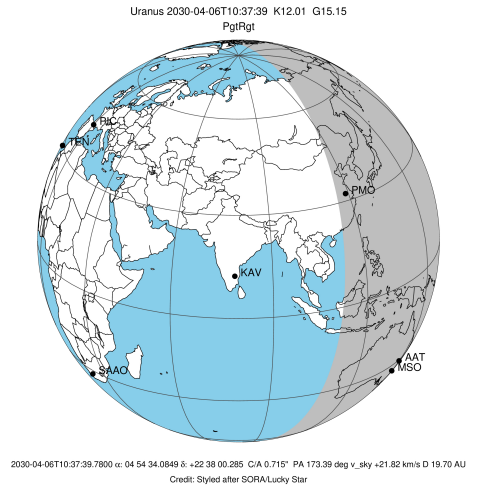 Uranus 2030-04-06T10:37:39 K12.01 G15.15
PgtRgt
PIC
TEN
PMO
KAV
AAT
MSO
SAAO
2030-04-06T10:37:39.7800 α: 04 54 34.0849 δ: +22 38 00.285 C/A 0.715" PA 173.39 deg v_sky +21.82 km/s D 19.70 AU
Credit: Styled after SORA/Lucky Star